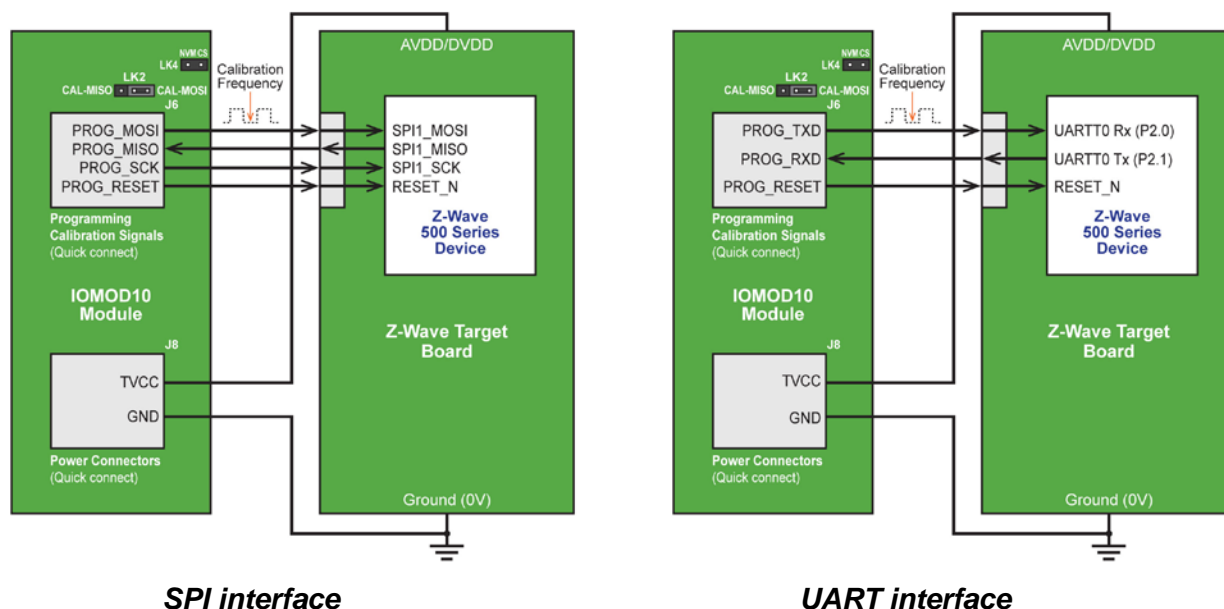 AVDD/DVDD
NVM CS
LK4
LK2
CAL-MISO
CAL-MOSI
J6
Calibration
Frequency
PROG_MOSI
PROG_MISO
PROG_SCK
PROG_RESET
SPI1_MOSI
SPI1_MISO
SPI1_SCK
RESET_N
Z-Wave
500 Series
Device
Programming
Calibration Signals
(Quick connect)
IOMOD10
Module
Z-Wave Target
Board
J8
TVCC
GND
Power Connectors
(Quick connect)
Ground (0V)
SPI interface
AVDD/DVDD
NVM CS
LK4
LK2
CAL-MISO
CAL-MOSI
J6
Calibration
Frequency
PROG_TXD
PROG_RXD
PROG_RESET
UARTT0 Rx (P2.0)
UARTT0 Tx (P2.1)
RESET_N
Z-Wave
500 Series
Device
Programming
Calibration Signals
(Quick connect)
IOMOD10
Module
Z-Wave Target
Board
J8
TVCC
GND
Power Connectors
(Quick connect)
Ground (0V)
UART interface